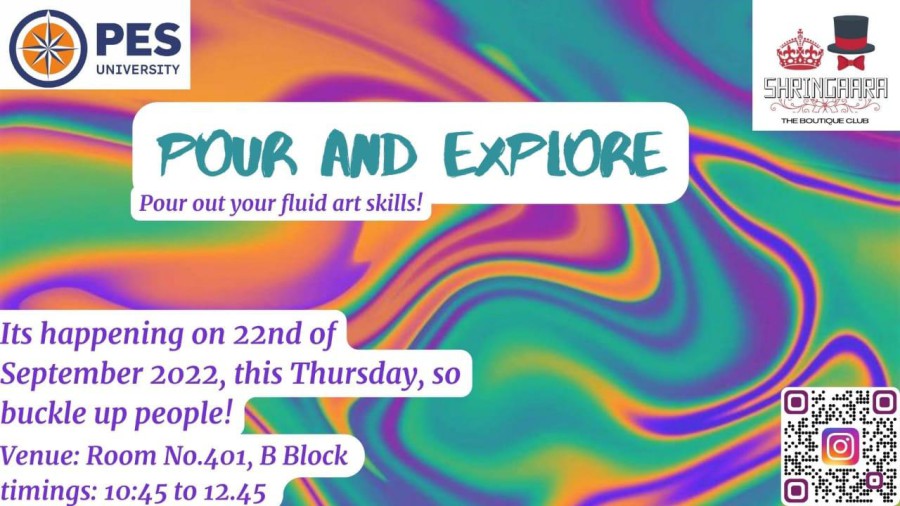 PES
UNIVERSITY
SHRINGAARA
THE BOUTIQUE CLUB
POUR AND EXPLORE
Pour out your fluid art skills!
Its happening on 22nd of
September 2022, this Thursday, so
buckle up people!
Venue: Room No.401, B Block
timings: 10:45 to 12.45